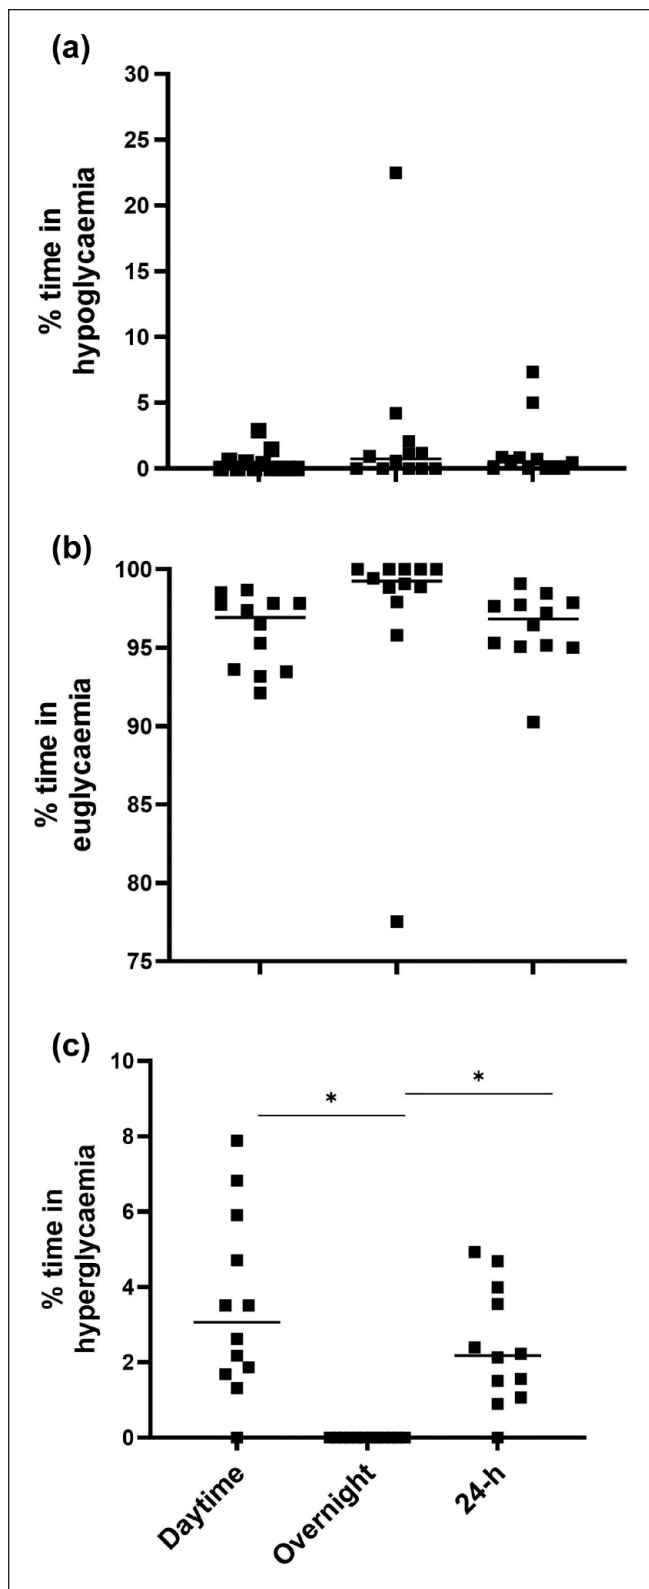 (a)
30
25
20
15
10
5
0
% time in
hypoglycaemia
(b)
100
95
90
85
80
75
% time in
euglycaemia
(c)
10
8
6
4
2
0
% time in
hyperglycaemia
*
*
Daytime
Overnight
24-h